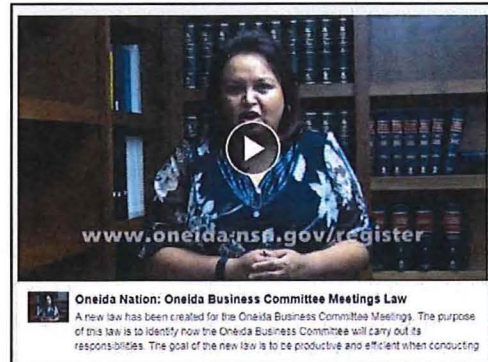 www.oneida-nsn.gov/register
Oneida Nation: Oneida Business Committee Meetings Law
A new law has been created for the Oneida Business Committee Meetings. The purpose
of this law is to identify how the Oneida Business Committee will carry out its
responsibilities. The goal of the new law is to be productive and efficient when conducting